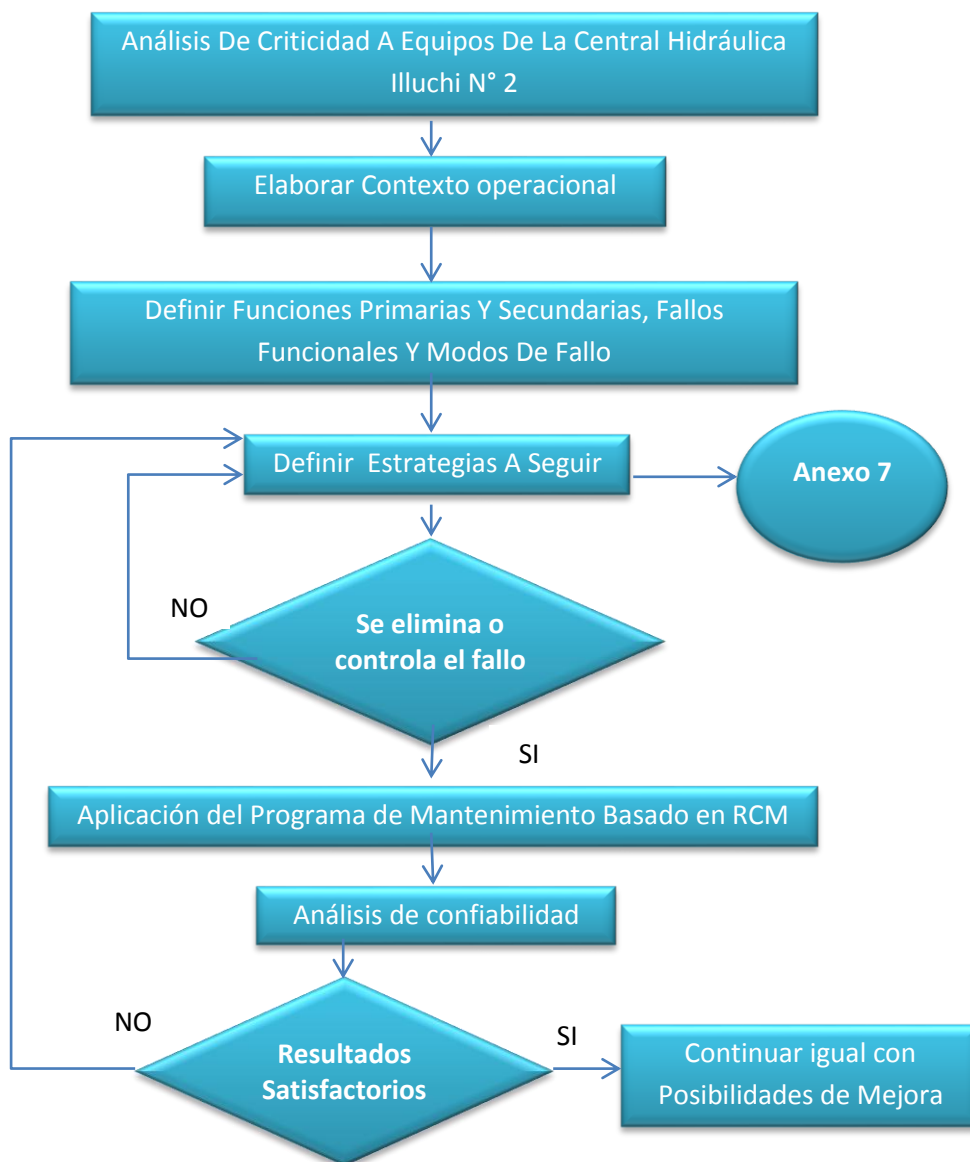 Análisis De Criticidad A Equipos De La Central Hidráulica
Illuchi N° 2
Elaborar Contexto operacional
Definir Funciones Primarias Y Secundarias, Fallos
Funcionales Y Modos De Fallo
Definir Estrategias A Seguir
Anexo 7
NO
Se elimina o
controla el fallo
SI
Aplicación del Programa de Mantenimiento Basado en RCM
Análisis de confiabilidad
NO
Resultados
Satisfactorios
SI
Continuar igual con
Posibilidades de Mejora